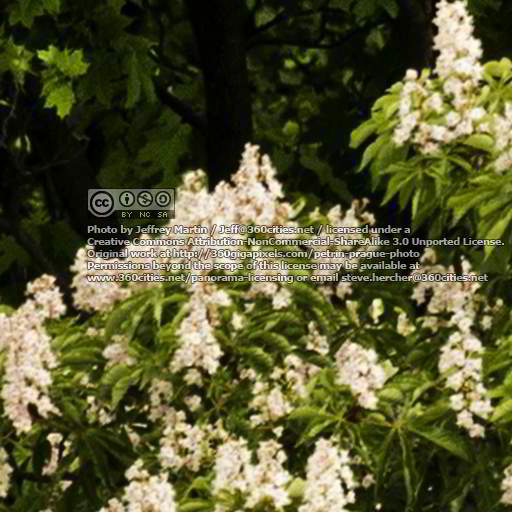 cc BY NC SA
Photo by Jeffrey Martin / Jeff@360cities.net / licensed under a
Creative Commons Attribution-NonCommercial-ShareAlike 3.0 Unported License.
Original work at http://360gigapixels.com/petrin-prague-photo
Permissions beyond the scope of this license may be available at
www.360cities.net/panorama-licensing or email steve.hercher@360cities.net